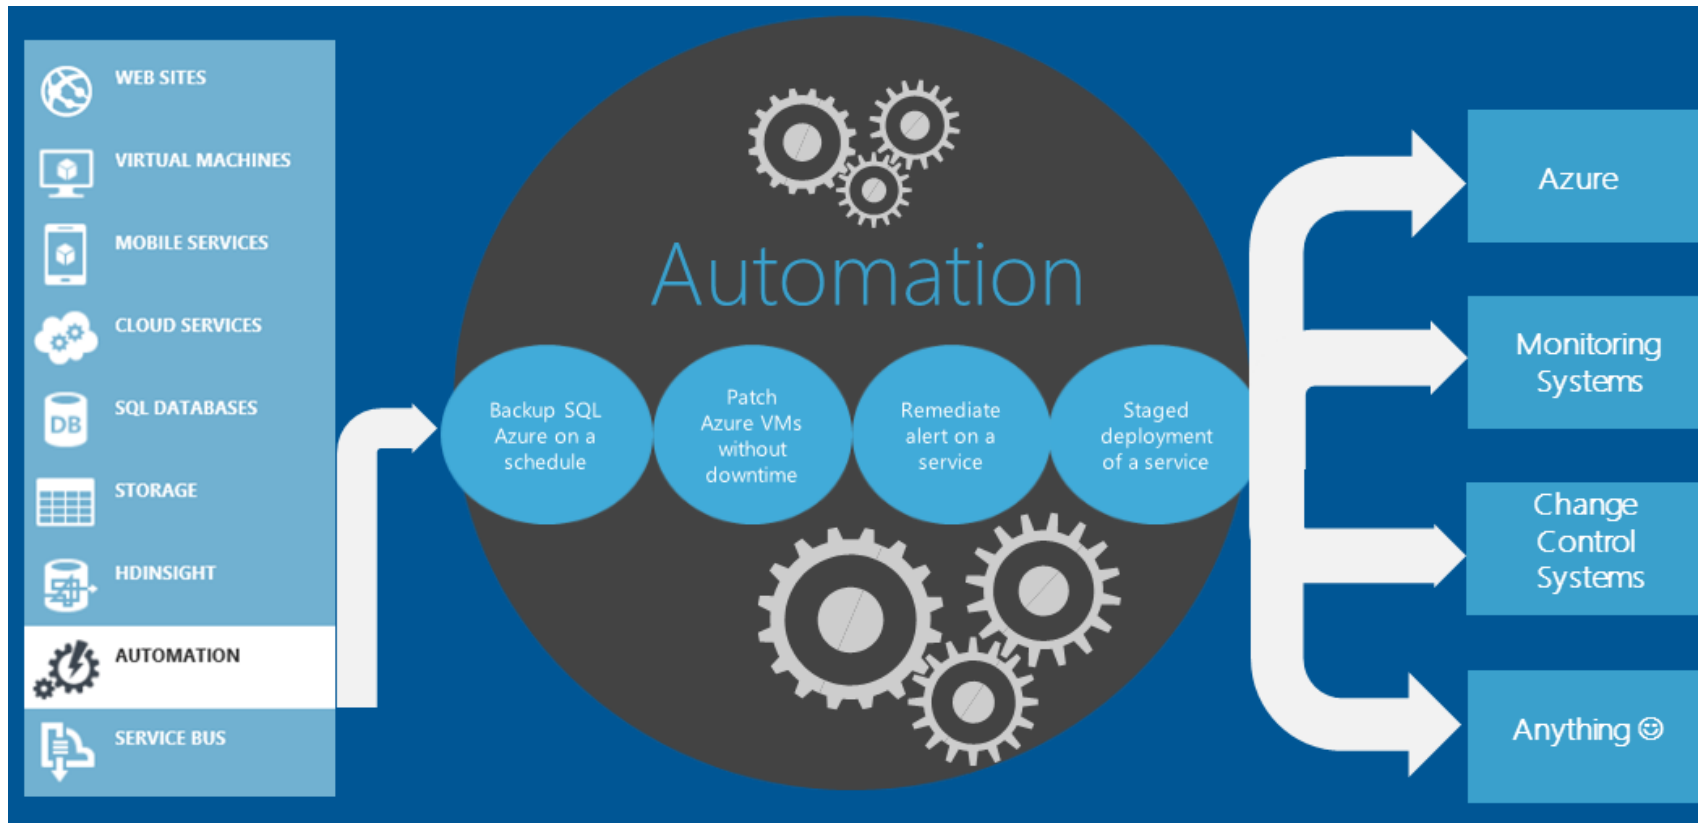 WEB SITES
VIRTUAL MACHINES
MOBILE SERVICES
CLOUD SERVICES
DB
SQL DATABASES
STORAGE
HDINSIGHT
AUTOMATION
SERVICE BUS
Automation
Backup SQL
Azure on a
schedule
Patch
Azure VMs
without
downtime
Remediate
alert on a
service
Staged
deployment
of a service
Azure
Monitoring
Systems
Change
Control
Systems
Anything ☺